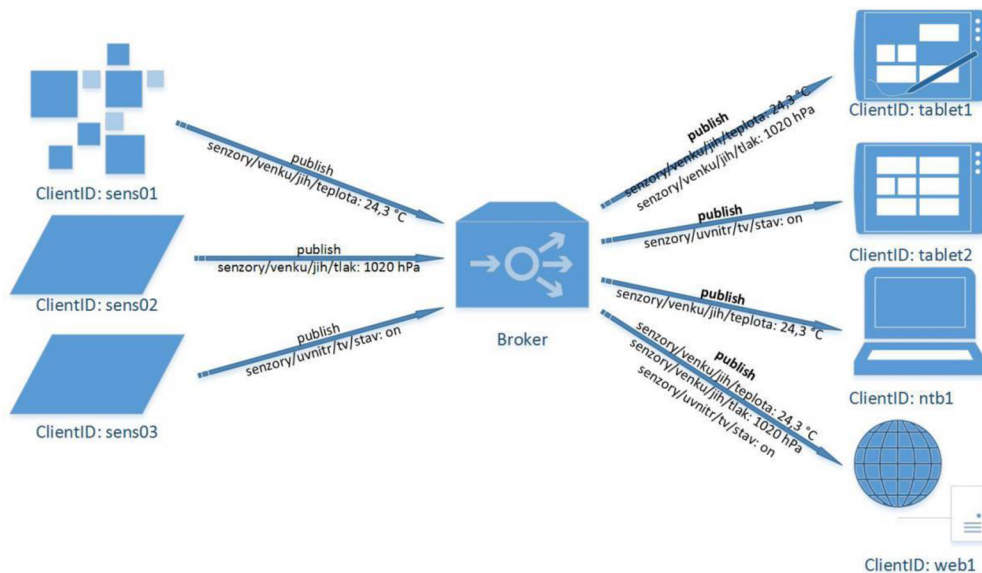 publish
senzory/venku/jih/teplota: 24,3 °C
ClientID: sens01
publish
senzory/venku/jih/tlak: 1020 hPa
ClientID: sens02
publish
senzory/uvnitr/tv/stav: on
ClientID: sens03
Broker
publish
senzory/venku/jih/teplota: 24,3 °C
senzory/venku/jih/tlak: 1020 hPa
ClientID: tablet1
publish
senzory/uvnitr/tv/stav: on
ClientID: tablet2
publish
senzory/venku/jih/teplota: 24,3 °C
ClientID: ntb1
publish
senzory/venku/jih/teplota: 24,3 °C
senzory/venku/jih/tlak: 1020 hPa
senzory/uvnitr/tv/stav: on
ClientID: web1